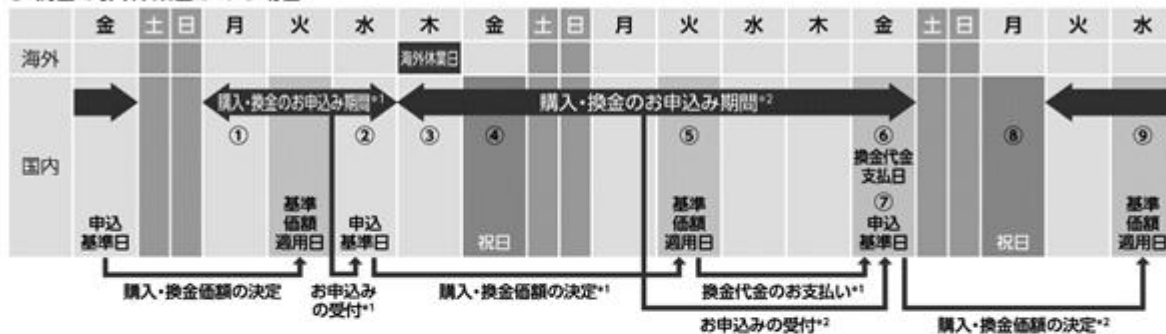 金 土 日 月 火 水 木 金 土 日 月 火 水 木 金 土 日 月 火 水
海外
海外休業日
購入・換金のお申込み期間*1
購入・換金のお申込み期間*2
① ② ③ ④ ⑤ ⑥ ⑧ ⑨
国内
換金代金
支払日
⑦
申込
基準日
基準
価額
適用日
申込
基準日
祝日
基準
価額
適用日
申込
基準日
祝日
基準
価額
適用日
購入・換金価額の決定
お申込み
の受付*1
購入・換金価額の決定*1
換金代金のお支払い*1
お申込みの受付*2
購入・換金価額の決定*2